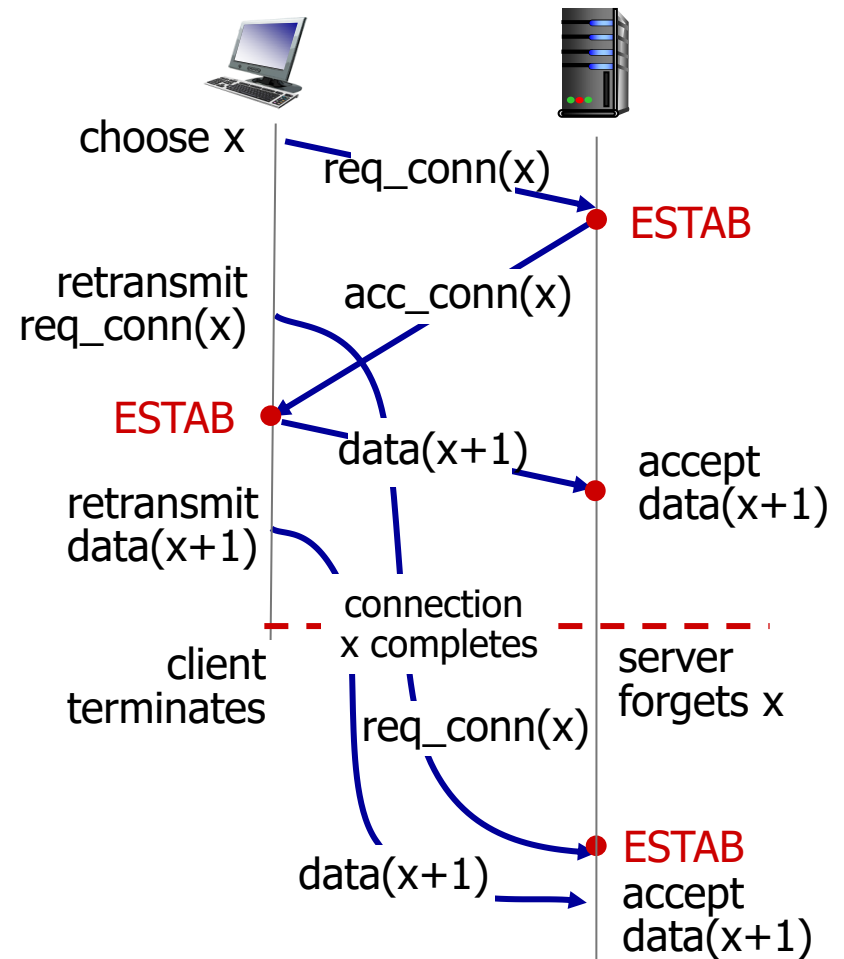 choose x
req_conn(x)
ESTAB
retransmit
req_conn(x)
acc_conn(x)
ESTAB
data(x+1)
accept
data(x+1)
retransmit
data(x+1)
connection
x completes
client
terminates
server
forgets x
req_conn(x)
ESTAB
data(x+1)
accept
data(x+1)